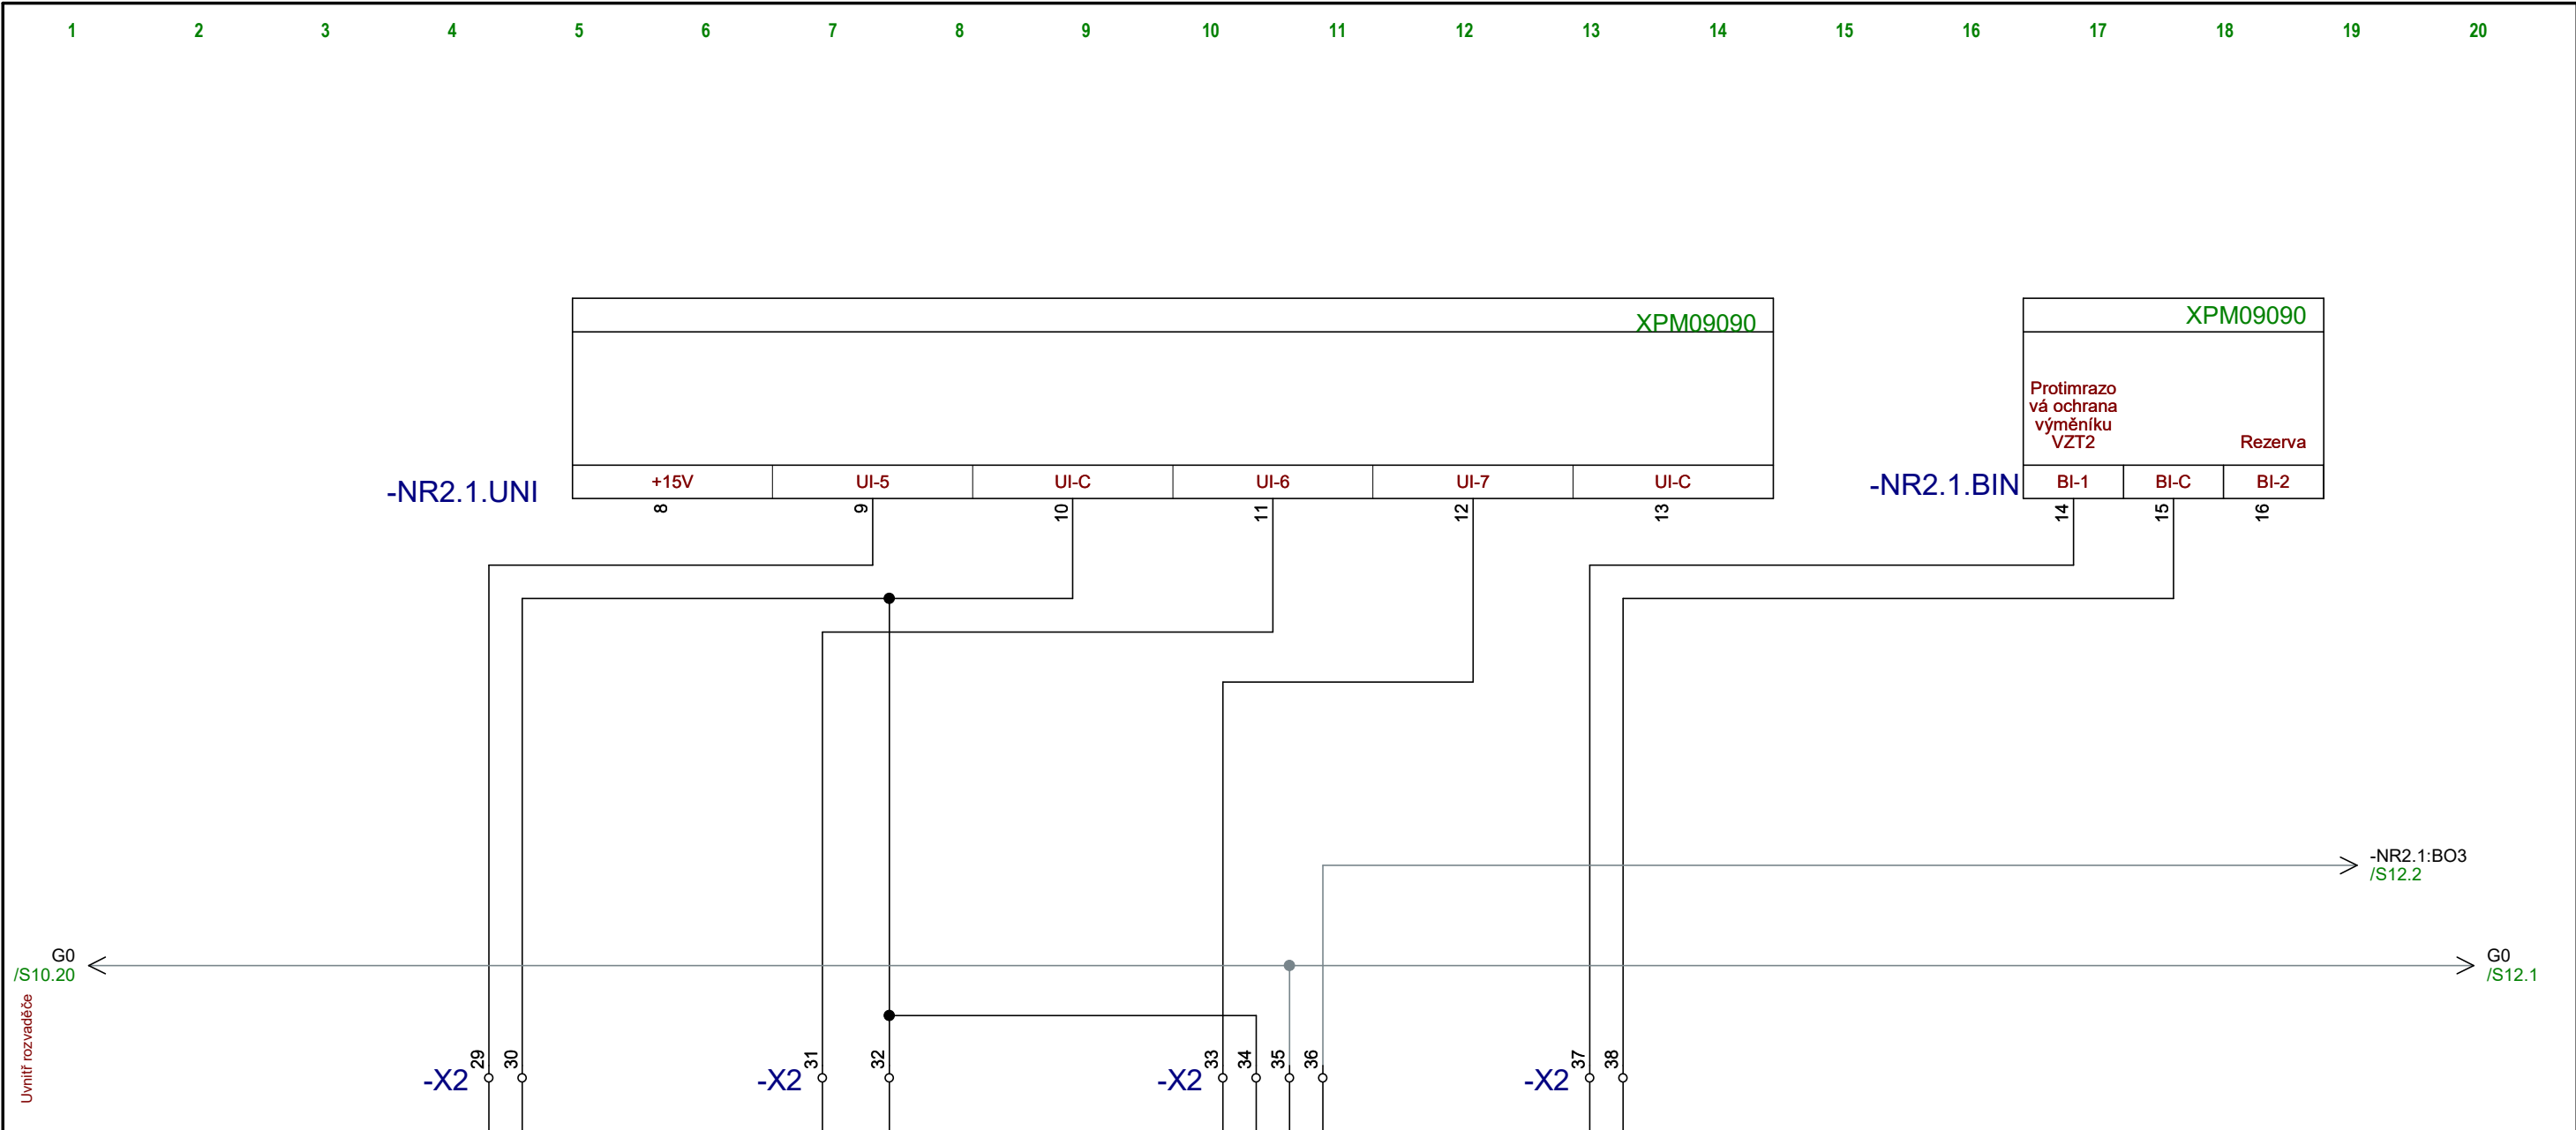 1 2 3 4 5 6 7 8 9 10 11 12 13 14 15 16 17 18 19 20
XPM09090
XPM09090
Protimrazo
vá ochrana
výměníku
VZT2
Rezerva
-NR2.1.UNI
+15V UI-5 UI-C UI-6 UI-7 UI-C
8 9 10 11 12 13
-NR2.1.BIN
BI-1 BI-C BI-2
14 15 16
-NR2.1:BO3
/S12.2
G0
/S10.20
G0
/S12.1
Uvnitř rozvaděče
-X2 29 30
-X2 31 32
-X2 33 34 35 36
-X2 37 38